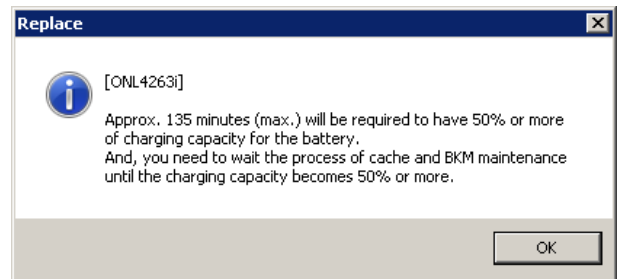 Replace
[ONL4263i]
Approx. 135 minutes (max.) will be required to have 50% or more
of charging capacity for the battery.
And, you need to wait the process of cache and BKM maintenance
until the charging capacity becomes 50% or more.
OK